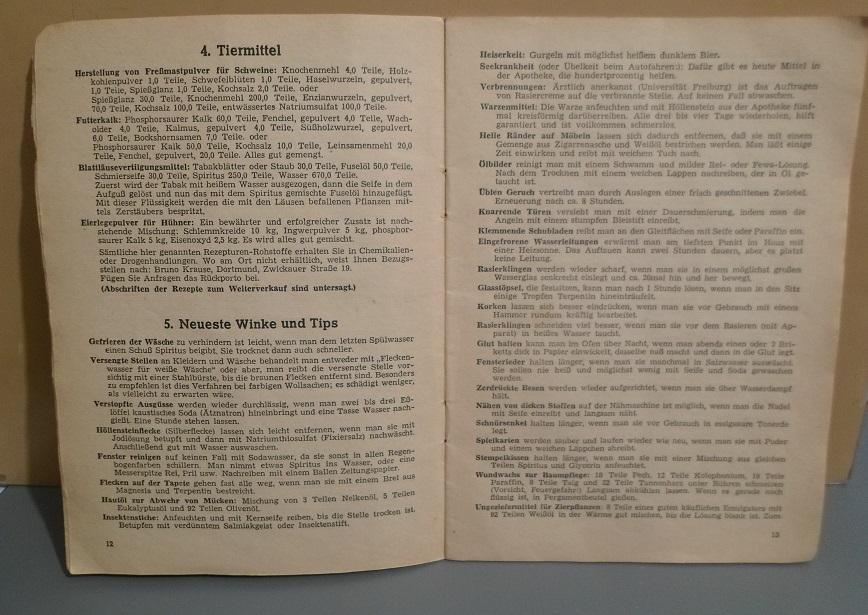 4. Tiermittel
Herstellung von Freßmastpulver für Schweine: Knochenmehl 4,0 Teile, Holz-
kohlenpulver 1,0 Teile, Schwefelblüten 1,0 Teile, Haselwurzeln, gepulvert,
1,0 Teile, Spießglanz 1,0 Teile, Kochsalz 2,0 Teile. oder
Spießglanz 30,0 Teile, Knochenmehl 200,0 Teile, Enzianwurzeln, gepulvert,
70,0 Teile, Kochsalz 100,0 Teile, entwässertes Natriumsulfat 100,0 Teile.
Futterkalk: Phosphorsaurer Kalk 60,0 Teile, Fenchel, gepulvert 4,0 Teile, Wach-
older 4,0 Teile, Kalmus, gepulvert 4,0 Teile, Süßholzwurzel, gepulvert,
6,0 Teile, Bockshornsamen 7,0 Teile. oder
Phosphorsaurer Kalk 50,0 Teile, Kochsalz 10,0 Teile, Leinsamenmehl 20,0
Teile, Fenchel, gepulvert, 20,0 Teile. Alles gut gemengt.
Blattläusevertilgungsmittel: Tabakblätter oder Staub 30,0 Teile, Fuselöl 50,0 Teile,
Schmierseife 30,0 Teile, Spiritus 250,0 Teile, Wasser 670,0 Teile.
Zuerst wird der Tabak mit heißem Wasser ausgezogen, dann die Seife in dem
Aufguß gelöst und nun das mit dem Spiritus gemischte Fuselöl hinzugefügt.
Mit dieser Flüssigkeit werden die mit den Läusen befallenen Pflanzen mit-
tels Zerstäubers bespritzt.
Eierlegepulver für Hühner: Ein bewährter und erfolgreicher Zusatz ist nach-
stehende Mischung: Schlemmkreide 10 kg, Ingwerpulver 5 kg, phosphor-
saurer Kalk 5 kg, Eisenoxyd 2,5 kg. Es wird alles gut gemischt.
Sämtliche hier genannten Rezepturen-Rohstoffe erhalten Sie in Chemikalien-
oder Drogenhandlungen. Wo am Ort nicht erhältlich, weist Ihnen Bezugs-
stellen nach: Bruno Krause, Dortmund, Zwickauer Straße 19.
Fügen Sie Anfragen das Rückporto bei.
(Abschriften der Rezepte zum Weiterverkauf sind untersagt.)
5. Neueste Winke und Tips
Gefrieren der Wäsche zu verhindern ist leicht, wenn man dem letzten Spülwasser
einen Schuß Spiritus beigibt. Sie trocknet dann auch schneller.
Versengte Stellen an Kleidern und Wäsche behandelt man entweder mit „Flecken-
wasser für weiße Wäsche“ oder aber, man reibt die versengte Stelle vor-
sichtig mit einer Stahlbürste, bis die braunen Flecken entfernt sind. Besonders
zu empfehlen ist dies Verfahren bei farbigen Wollsachen; es schädigt weniger,
als vielleicht zu erwarten wäre.
Verstopfte Ausgüsse werden wieder durchlässig, wenn man zwei bis drei Eß-
löffel kaustisches Soda (Ätznatron) hineinbringt und eine Tasse Wasser nach-
gießt. Eine Stunde stehen lassen.
Höllensteinflecke (Silberflecke) lassen sich leicht entfernen, wenn man sie mit
Jodlösung betupft und dann mit Natriumthiosulfat (Fixiersalz) nachwäscht.
Anschließend gut mit Wasser auswaschen.
Fenster reinigen auf keinen Fall mit Sodawasser, da sie sonst in allen Regen-
bogenfarben schillern. Man nimmt etwas Spiritus ins Wasser, oder eine
Messerspitze Rei, Pril usw. Nachreiben mit einem Ballen Zeitungspapier.
Flecken auf der Tapete gehen fast alle weg, wenn man sie mit einem Brei aus
Magnesia und Terpentin bestreicht.
Hautöl zur Abwehr von Mücken: Mischung von 3 Teilen Nelkenöl, 5 Teilen
Eukalyptusöl und 92 Teilen Olivenöl.
Insektenstiche: Anfeuchten und mit Kernseife reiben, bis die Stelle trocken ist.
Betupfen mit verdünntem Salmiakgeist oder Insektenstift.
12
Heiserkeit: Gurgeln mit möglichst heißem dunklem Bier.
Seekrankheit (oder Übelkeit beim Autofahren:): Dafür gibt es heute Mittel in
der Apotheke, die hundertprozentig helfen.
Verbrennungen: Ärztlich anerkannt (Universität Freiburg) ist das Auftragen
von Rasiercreme auf die verbrannte Stelle. Auf keinen Fall abwaschen.
Warzenmittel: Die Warze anfeuchten und mit Höllenstein aus der Apotheke fünf-
mal kreisförmig darüberreiben. Alle drei bis vier Tage wiederholen, hilft
garantiert und ist vollkommen schmerzlos.
Helle Ränder auf Möbeln lassen sich dadurch entfernen, daß sie mit einem
Gemenge aus Zigarrenasche und Weißöl bestrichen werden. Man läßt einige
Zeit einwirken und reibt mit weichem Tuch nach.
Ölbilder reinigt man mit einem Schwamm und milder Rei- oder Fewa-Lösung.
Nach dem Trocknen mit einem weichen Lappen nachreiben, der in Öl ge-
taucht ist.
Üblen Geruch vertreibt man durch Auslegen einer frisch geschnittenen Zwiebel.
Erneuerung nach ca. 8 Stunden.
Knarrende Türen versieht man mit einer Dauerschmierung, indem man die
Angeln mit einem stumpfen Bleistift einreibt.
Klemmende Schubladen reibt man an den Gleitflächen mit Seife oder Paraffin ein.
Eingefrorene Wasserleitungen erwärmt man am tiefsten Punkt im Haus mit
einer Heizsonne. Das Auftauen kann zwei Stunden dauern, aber es platzt
keine Leitung.
Rasierklingen werden wieder scharf, wenn man sie in einem möglichst großen
Wasserglas senkrecht einlegt und ca. 20mal hin und her bewegt.
Glasstöpsel, die festsitzen, kann man nach 1 Stunde lösen, wenn man in den Sitz
einige Tropfen Terpentin hineinträufelt.
Korken lassen sich besser eindrücken, wenn man sie vor Gebrauch mit einem
Hammer rundum kräftig bearbeitet.
Rasierklingen schneiden viel besser, wenn man sie vor dem Rasieren (mit Ap-
parat) in heißes Wasser taucht.
Glut halten kann man im Ofen über Nacht, wenn man abends einen oder 2 Bri-
ketts dick in Papier einwickelt, dasselbe naß macht und dann in die Glut legt.
Fensterleder halten länger, wenn man sie manchmal in Salzwasser auswäscht.
Sie sollen nie heiß und möglichst wenig mit Seife und Soda gewaschen
werden.
Zerdrückte Hosen werden wieder aufgerichtet, wenn man sie über Wasserdampf
hält.
Nähen von dicken Stoffen auf der Nähmaschine ist möglich, wenn man die Nadel
mit Seife einreibt und langsam näht.
Schnürsenkel halten länger, wenn man sie vor Gebrauch in essigsaure Tonerde
legt.
Spielkarten werden sauber und laufen wieder wie neu, wenn man sie mit Puder
und einem weichen Läppchen abreibt.
Stempelkissen halten länger, wenn man sie mit einer Mischung aus gleichen
Teilen Spiritus und Glyzerin anfeuchtet.
Wundwachs zur Baumpflege: 18 Teile Pech, 12 Teile Kolophonium, 18 Teile
Paraffin, 8 Teile Talg und 22 Teile Tannenharz unter Rühren schmelzen
(Vorsicht, Feuergefahr!) Langsam abkühlen lassen. Wenn es gerade noch
flüssig ist, in Pergamentbeutel gießen.
Ungeziefermittel für Zierpflanzen: 8 Teile eines guten käuflichen Emulgators mit
92 Teilen Weißöl in der Wärme gut mischen, bis die Lösung blank ist. Zum
13